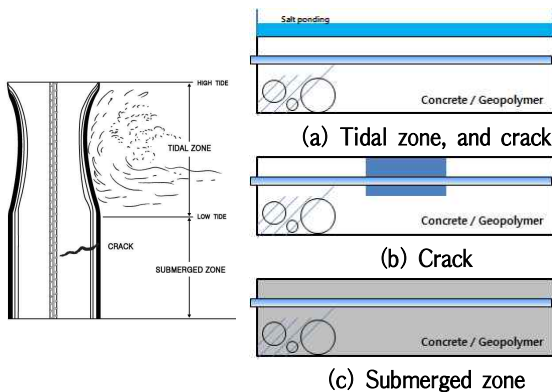 HIGH TIDE
TIDAL ZONE
LOW TIDE
CRACK
SUBMERGED ZONE
Salt ponding
Concrete / Geopolymer
(a) Tidal zone, and crack
Concrete / Geopolymer
(b) Crack
Concrete / Geopolymer
(c) Submerged zone